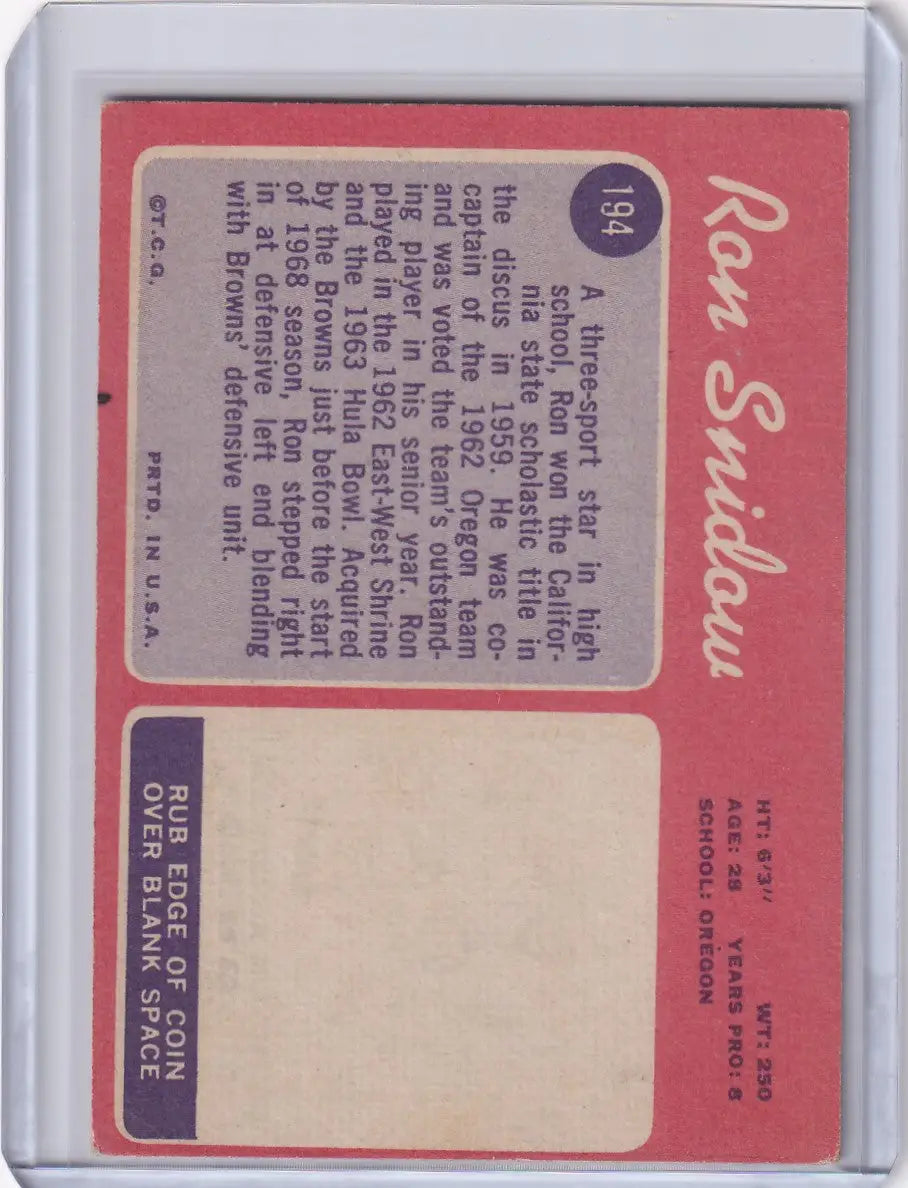 Ron Snidow
HT: 6'3" WT: 250
AGE: 28 YEARS PRO: 8
SCHOOL: OREGON
194
A three-sport star in high
school, Ron won the Califor-
nia state scholastic title in
the discus in 1959. He was co-
captain of the 1962 Oregon team
and was voted the team's outstand-
ing player in his senior year. Ron
played in the 1962 East-West Shrine
and the 1963 Hula Bowl. Acquired
by the Browns just before the start
of 1968 season, Ron stepped right
in at defensive left end blending
with Browns' defensive unit.
©T.C.G. PRTD. IN U.S.A.
RUB EDGE OF COIN
OVER BLANK SPACE